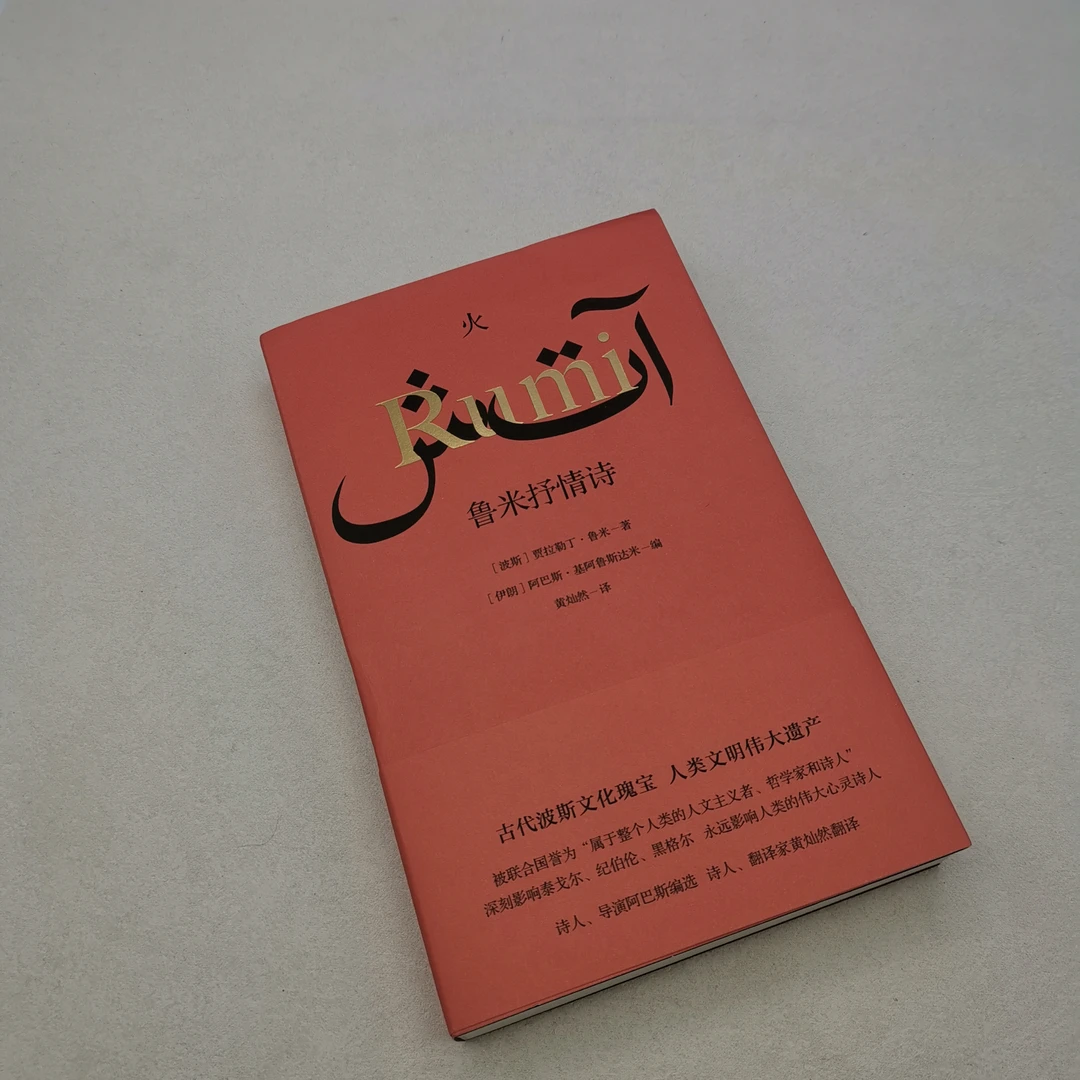 火
آتش
Rumi
鲁米抒情诗
[波斯]贾拉勒丁·鲁米—著
[伊朗]阿巴斯·基阿鲁斯达米—编
黄灿然—译
古代波斯文化瑰宝 人类文明伟大遗产
被联合国誉为“属于整个人类的人文主义者、哲学家和诗人”
深刻影响泰戈尔、纪伯伦、黑格尔 永远影响人类的伟大心灵诗人
诗人、导演阿巴斯编选 诗人、翻译家黄灿然翻译